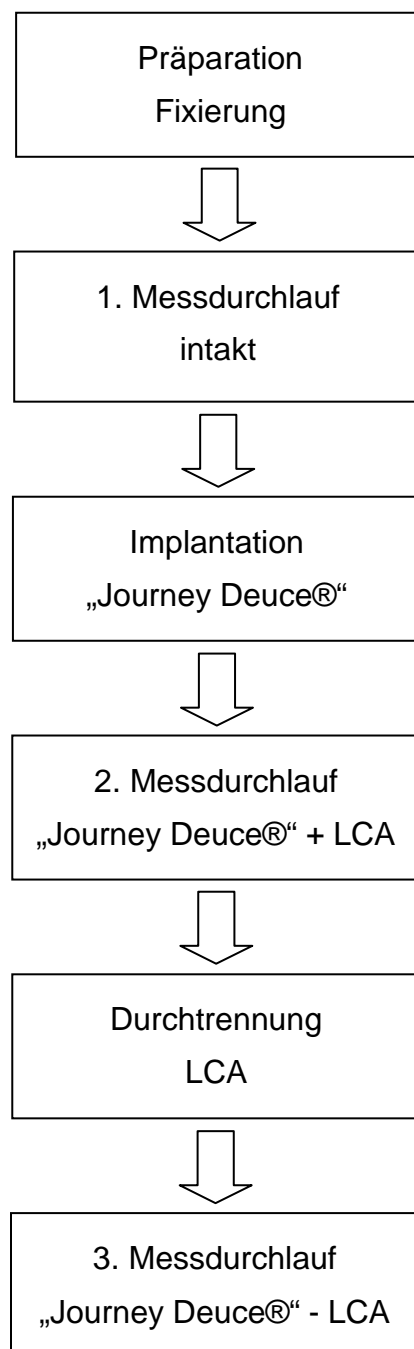 Präparation
Fixierung
1. Messdurchlauf
intakt
Implantation
„Journey Deuce®“
2. Messdurchlauf
„Journey Deuce®“ + LCA
Durchtrennung
LCA
3. Messdurchlauf
„Journey Deuce®“ - LCA